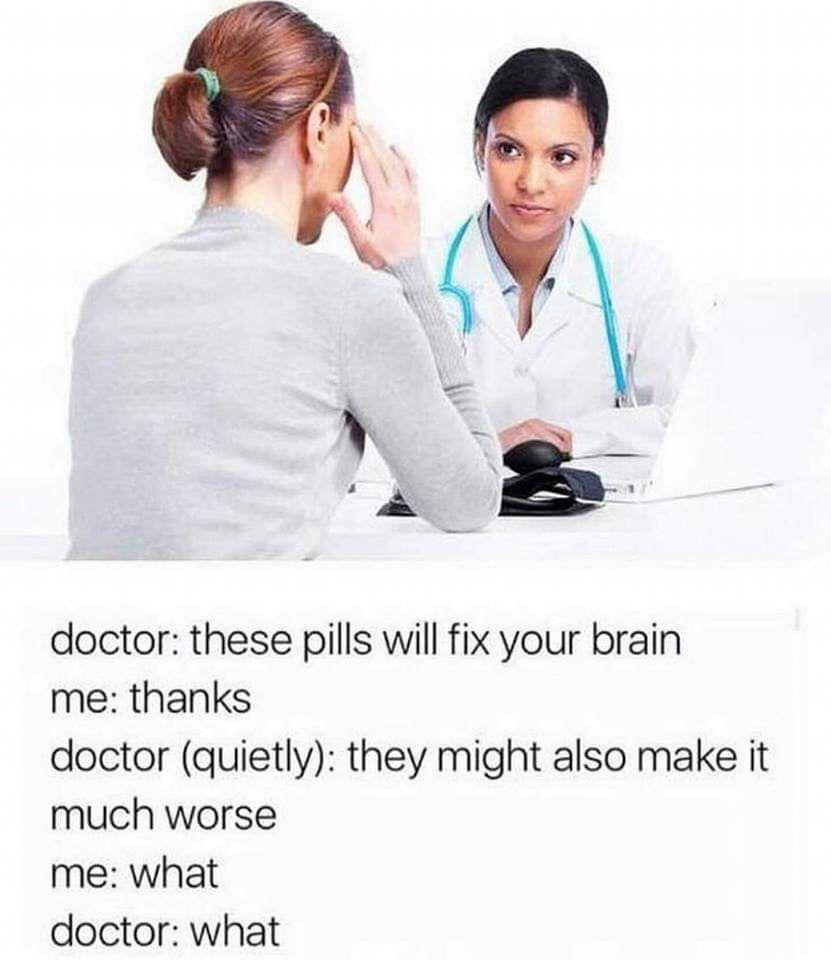 doctor: these pills will fix your brain
me: thanks
doctor (quietly): they might also make it
much worse
me: what
doctor: what